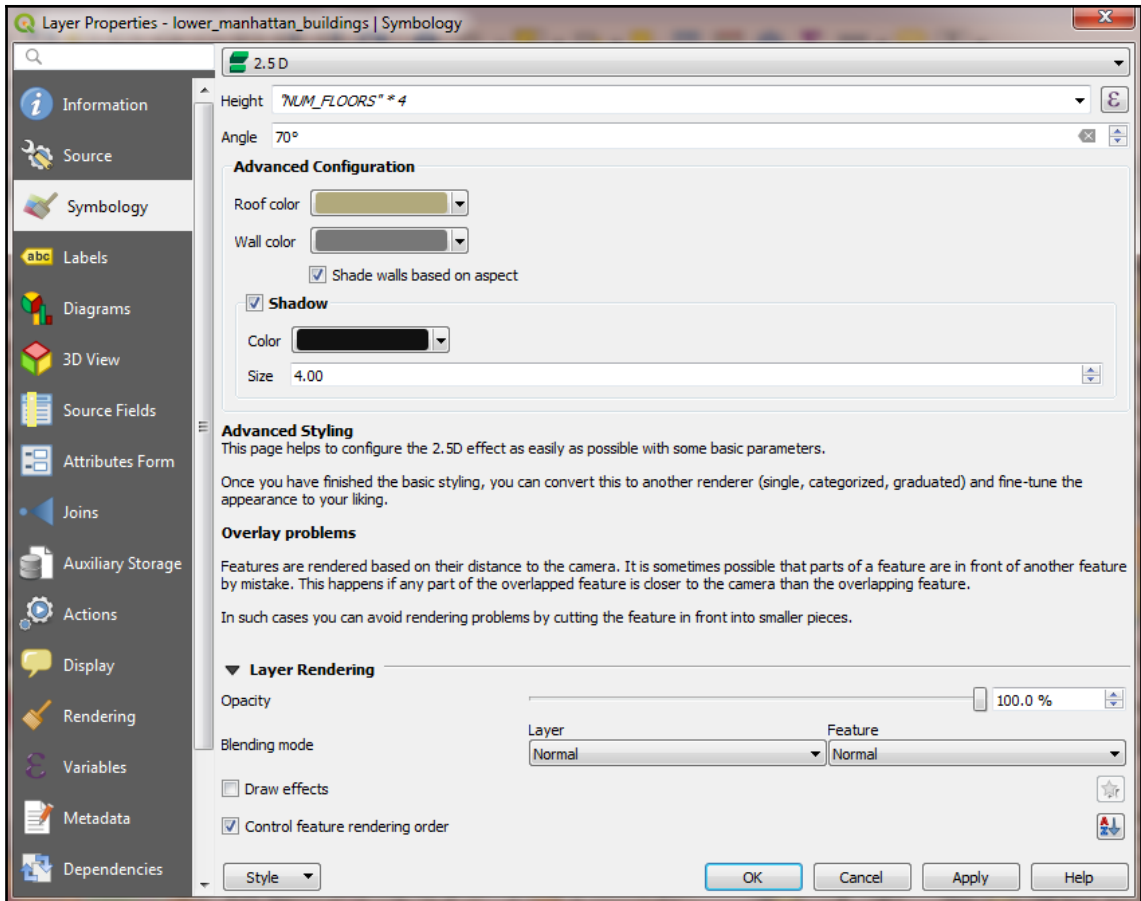 Layer Properties - lower_manhattan_buildings | Symbology
2.5 D
Information
Source
Symbology
abc Labels
Diagrams
3D View
Source Fields
Attributes Form
Joins
Auxiliary Storage
Actions
Display
Rendering
Variables
Metadata
Dependencies
Height "NUM_FLOORS" * 4
Angle 70°
Advanced Configuration
Roof color
Wall color
Shade walls based on aspect
Shadow
Color
Size 4.00
Advanced Styling
This page helps to configure the 2.5D effect as easily as possible with some basic parameters.
Once you have finished the basic styling, you can convert this to another renderer (single, categorized, graduated) and fine-tune the
appearance to your liking.
Overlay problems
Features are rendered based on their distance to the camera. It is sometimes possible that parts of a feature are in front of another feature
by mistake. This happens if any part of the overlapped feature is closer to the camera than the overlapping feature.
In such cases you can avoid rendering problems by cutting the feature in front into smaller pieces.
Layer Rendering
Opacity 100.0 %
Layer Feature
Blending mode Normal Normal
Draw effects
Control feature rendering order
Style OK Cancel Apply Help